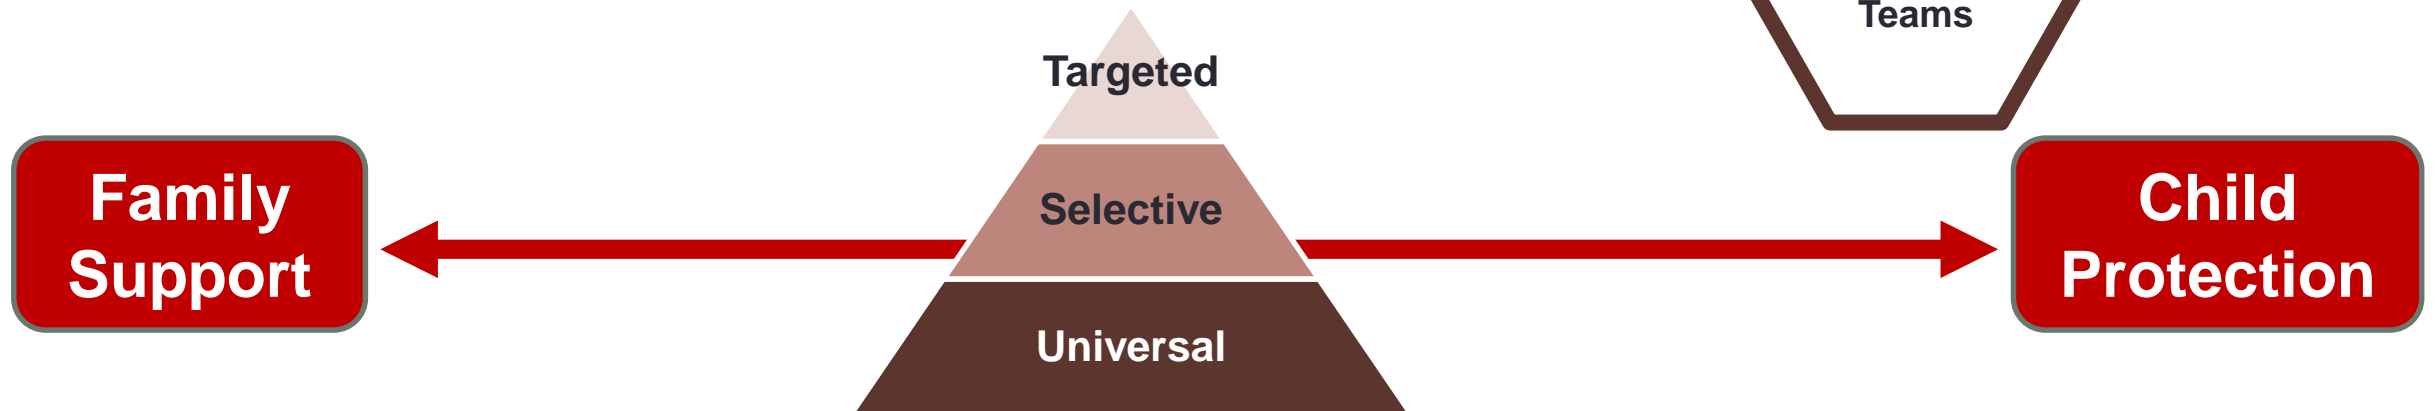 Teams
Targeted
Family
Support
Selective
Universal
Child
Protection